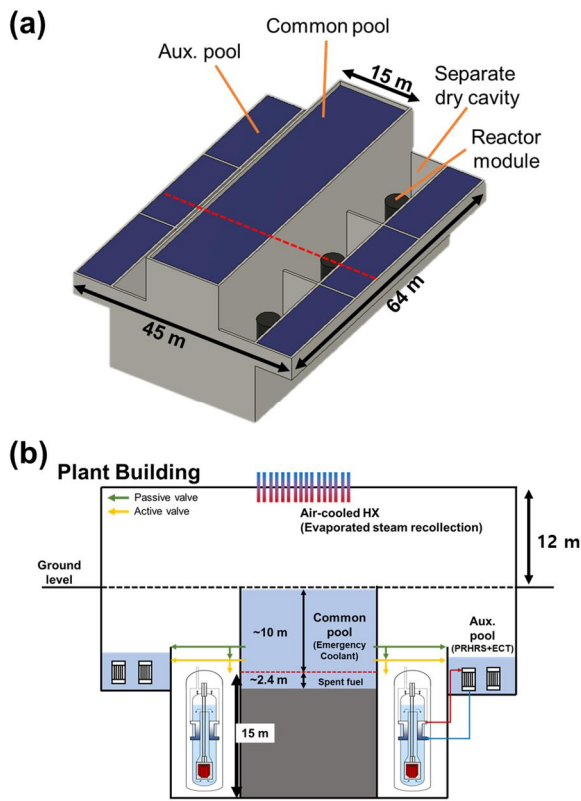 (a)
Common pool
Aux. pool
15 m
Separate
dry cavity
Reactor
module
45 m
64 m
(b)
Plant Building
Passive valve
Active valve
Air-cooled HX
(Evaporated steam recollection)
12 m
Ground
level
~10 m
Common
pool
(Emergency
Coolant)
Aux.
pool
(PRHRS+ECT)
~2.4 m
Spent fuel
15 m